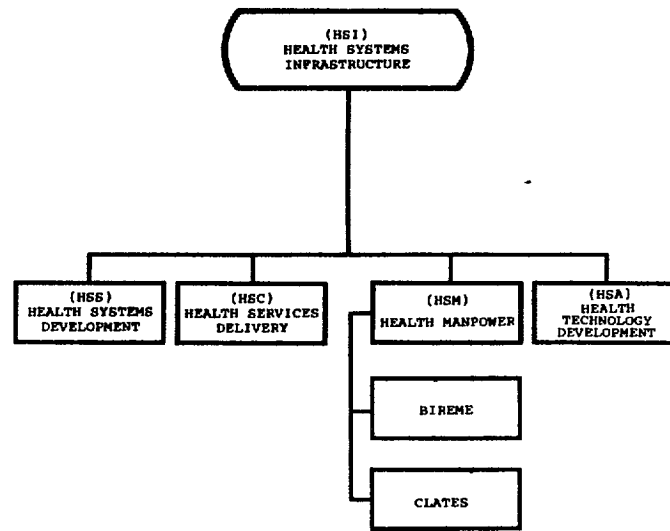 (HSI)
HEALTH SYSTEMS
INFRASTRUCTURE
(HSS)
HEALTH SYSTEMS
DEVELOPMENT
(HSC)
HEALTH SERVICES
DELIVERY
(HSM)
HEALTH MANPOWER
(HSA)
HEALTH
TECHNOLOGY
DEVELOPMENT
BIREME
CLATES